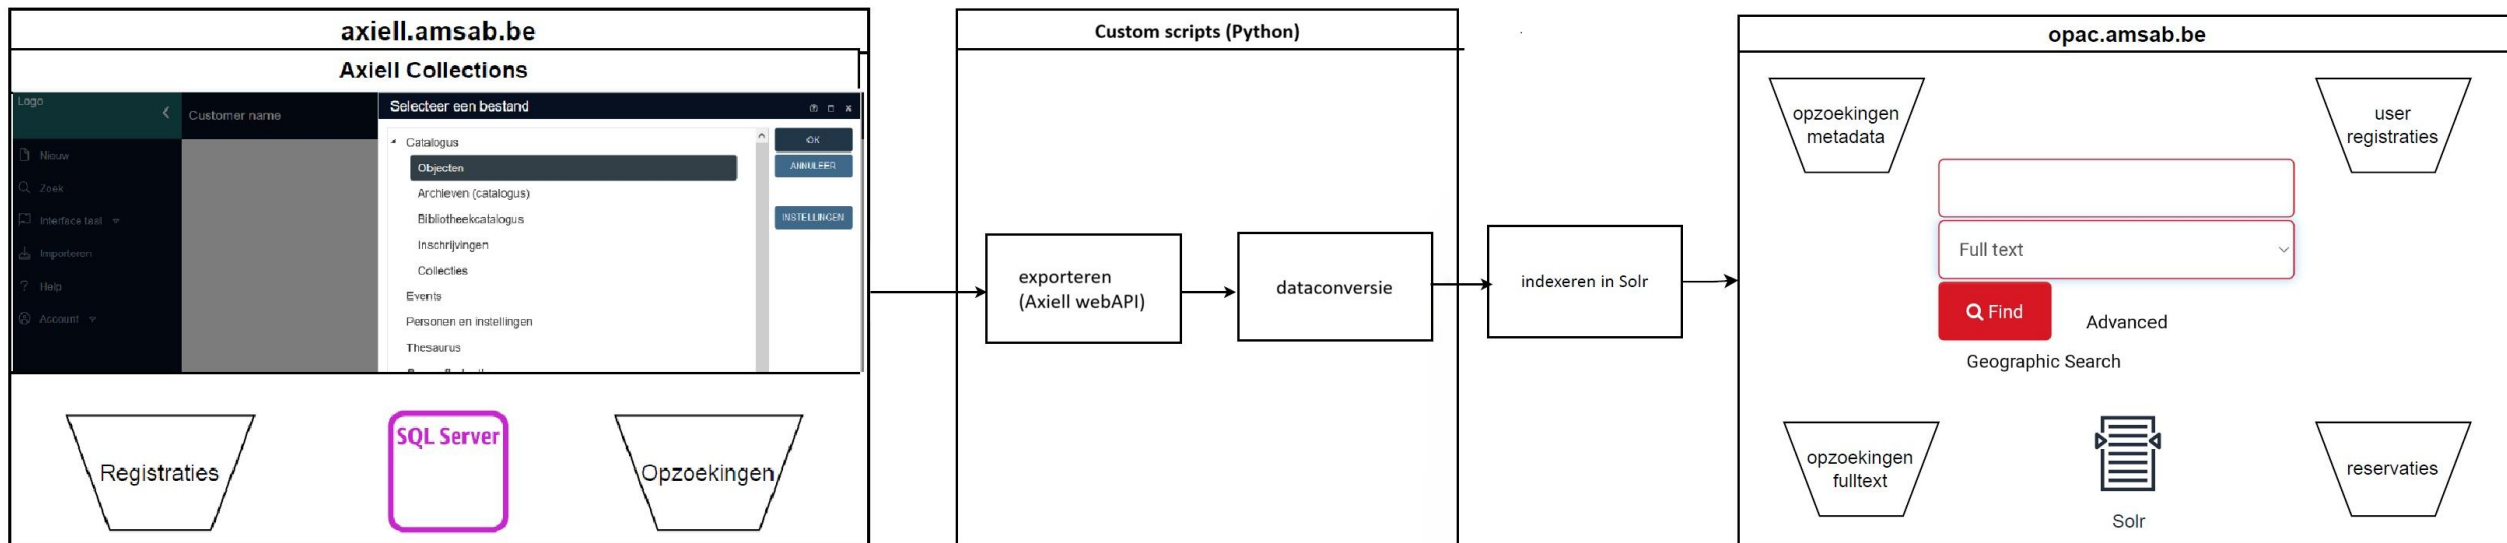 axiell.amsab.be
Axiell Collections
Logo
Customer name
Nieuw
Zoek
Interface taal
Importeren
Help
Account
Selecteer een bestand
Catalogus
Objecten
Archieven (catalogus)
Bibliotheekcatalogus
Inschrijvingen
Collecties
Events
Personen en instellingen
Thesaurus
OK
ANNULEER
INSTELLINGEN
Registraties
SQL Server
Opzoekingen
Custom scripts (Python)
exporteren
(Axiell webAPI)
dataconversie
indexeren in Solr
opac.amsab.be
opzoekingen
metadata
user
registraties
Full text
Find
Advanced
Geographic Search
opzoekingen
fulltext
Solr
reservaties